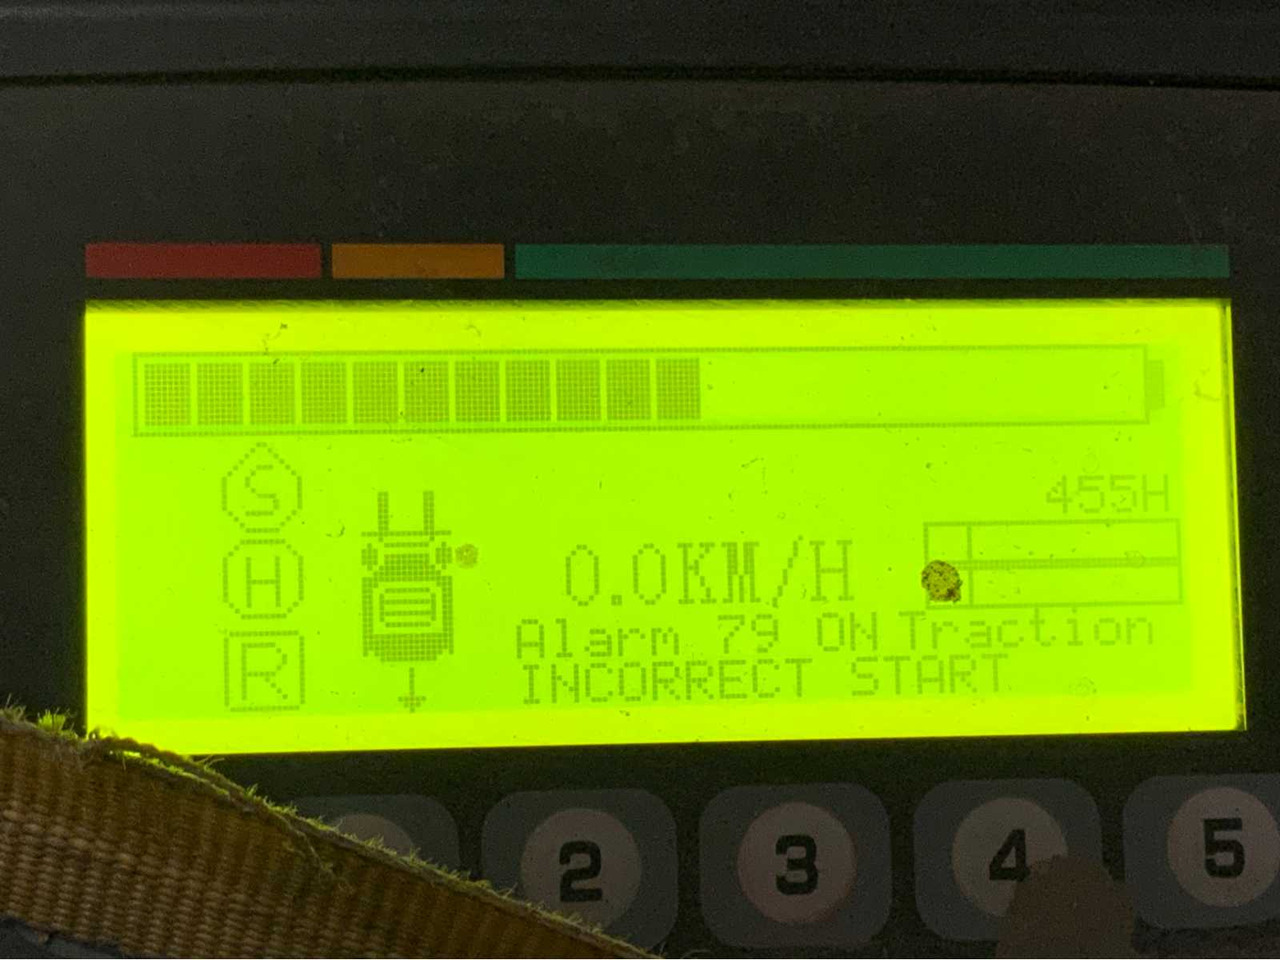 S
455H
H
0.0KM/H
Alarm 79 ON Traction
R
INCORRECT START
2
3
4
5